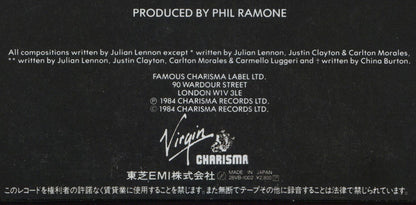 PRODUCED BY PHIL RAMONE
All compositions written by Julian Lennon except * written by Julian Lennon, Justin Clayton & Carlton Morales,
** written by Julian Lennon, Justin Clayton, Carlton Morales & Carmello Luggeri and † written by China Burton.
FAMOUS CHARISMA LABEL LTD.
90 WARDOUR STREET
LONDON W1V 3LE
Ⓟ 1984 CHARISMA RECORDS LTD.
© 1984 CHARISMA RECORDS LTD.
Virgin
CHARISMA
東芝EMI株式会社
MADE IN JAPAN
28VB-1002 ¥2,800
このレコードを権利者の許諾なく賃貸業に使用することを禁じます。また無断でテープその他に録音することは法律で禁じられています。